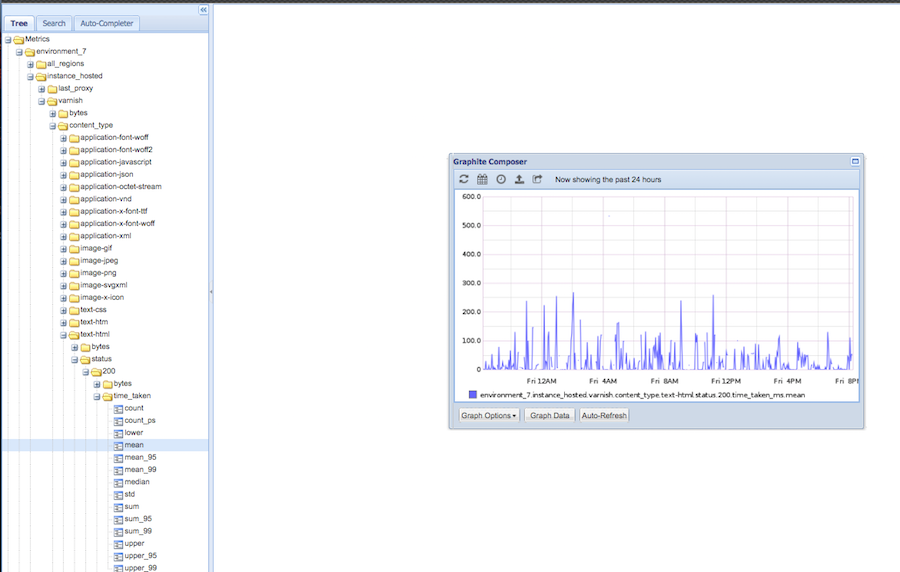 Tree Search Auto-Completer
Metrics
environment_7
all_regions
instance_hosted
last_proxy
varnish
bytes
content_type
application-font-woff
application-font-woff2
application-javascript
application-json
application-octet-stream
application-vnd
application-x-font-ttf
application-x-font-woff
application-xml
image-gif
image-jpeg
image-png
image-svgxml
image-x-icon
text-css
text-htm
text-html
bytes
status
200
bytes
time_taken
count
count_ps
lower
mean
mean_95
mean_99
median
std
sum
sum_95
sum_99
upper
upper_95
upper_99
Graphite Composer
Now showing the past 24 hours
600.0
500.0
400.0
300.0
200.0
100.0
0
Fri 12AM Fri 4AM Fri 8AM Fri 12PM Fri 4PM Fri 8PM
environment_7.instance_hosted.varnish.content_type.text-html.status.200.time_taken_ms.mean
Graph Options Graph Data Auto-Refresh